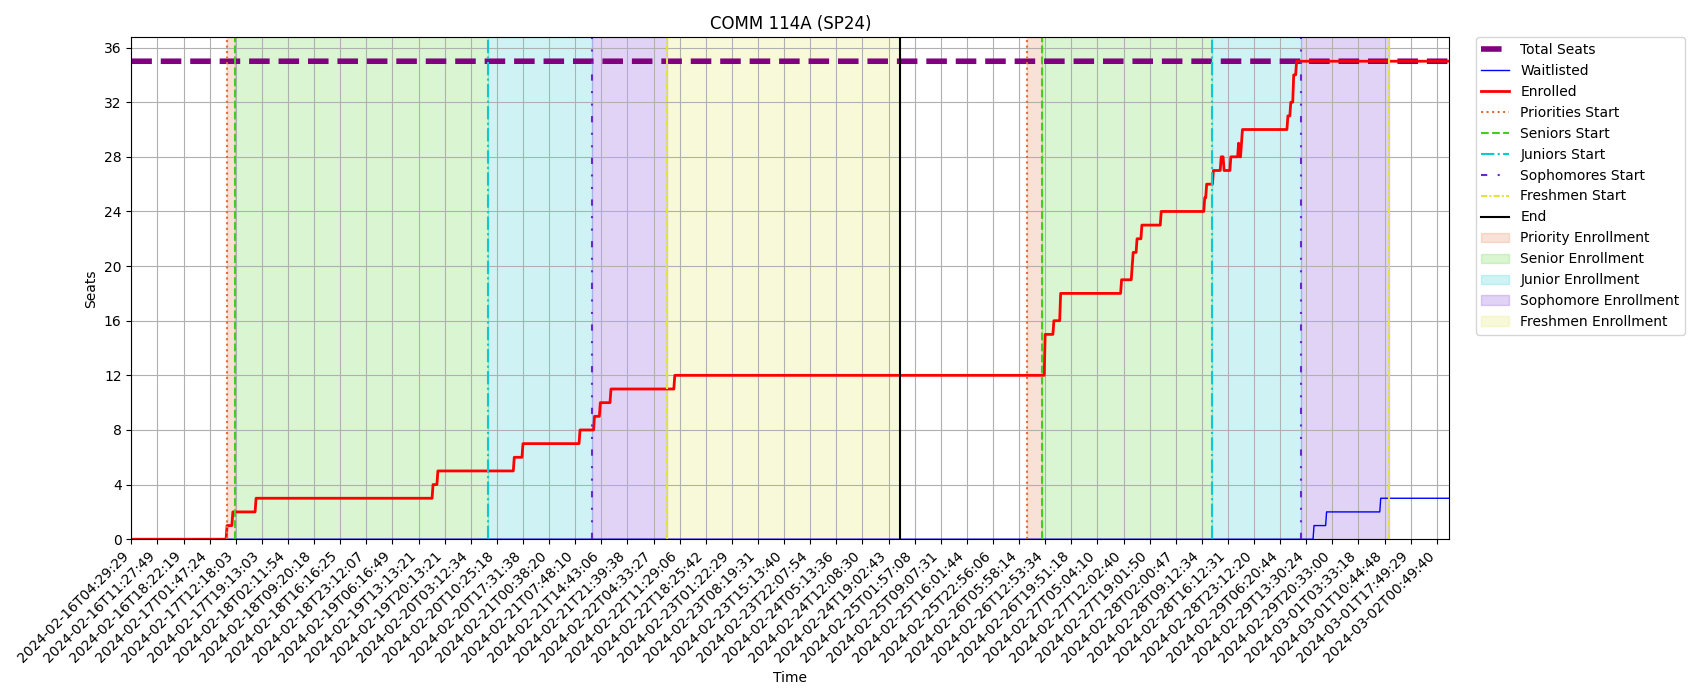 COMM 114A (SP24)
Seats
36
32
28
24
20
16
12
8
4
0
2024-02-16T04:29:29
2024-02-16T11:27:49
2024-02-16T18:22:19
2024-02-17T01:47:24
2024-02-17T12:18:03
2024-02-17T19:13:03
2024-02-18T02:11:54
2024-02-18T09:20:18
2024-02-18T16:16:25
2024-02-18T23:12:07
2024-02-19T06:16:49
2024-02-19T13:13:21
2024-02-19T20:13:21
2024-02-20T03:12:34
2024-02-20T10:25:18
2024-02-20T17:31:38
2024-02-21T00:38:20
2024-02-21T07:48:10
2024-02-21T14:43:06
2024-02-21T21:39:38
2024-02-22T04:33:27
2024-02-22T11:29:06
2024-02-22T18:25:42
2024-02-23T01:22:29
2024-02-23T08:19:31
2024-02-23T15:13:40
2024-02-23T22:07:54
2024-02-24T05:13:36
2024-02-24T12:08:30
2024-02-24T19:02:43
2024-02-25T01:57:08
2024-02-25T09:07:31
2024-02-25T16:01:44
2024-02-25T22:56:06
2024-02-26T05:58:14
2024-02-26T12:53:34
2024-02-26T19:51:18
2024-02-27T05:04:10
2024-02-27T12:02:40
2024-02-27T19:01:50
2024-02-28T02:00:47
2024-02-28T09:12:34
2024-02-28T16:12:31
2024-02-28T23:12:20
2024-02-29T06:20:44
2024-02-29T13:30:24
2024-02-29T20:33:00
2024-03-01T03:33:18
2024-03-01T10:44:48
2024-03-01T17:49:29
2024-03-02T00:49:40
Time
Total Seats
Waitlisted
Enrolled
Priorities Start
Seniors Start
Juniors Start
Sophomores Start
Freshmen Start
End
Priority Enrollment
Senior Enrollment
Junior Enrollment
Sophomore Enrollment
Freshmen Enrollment